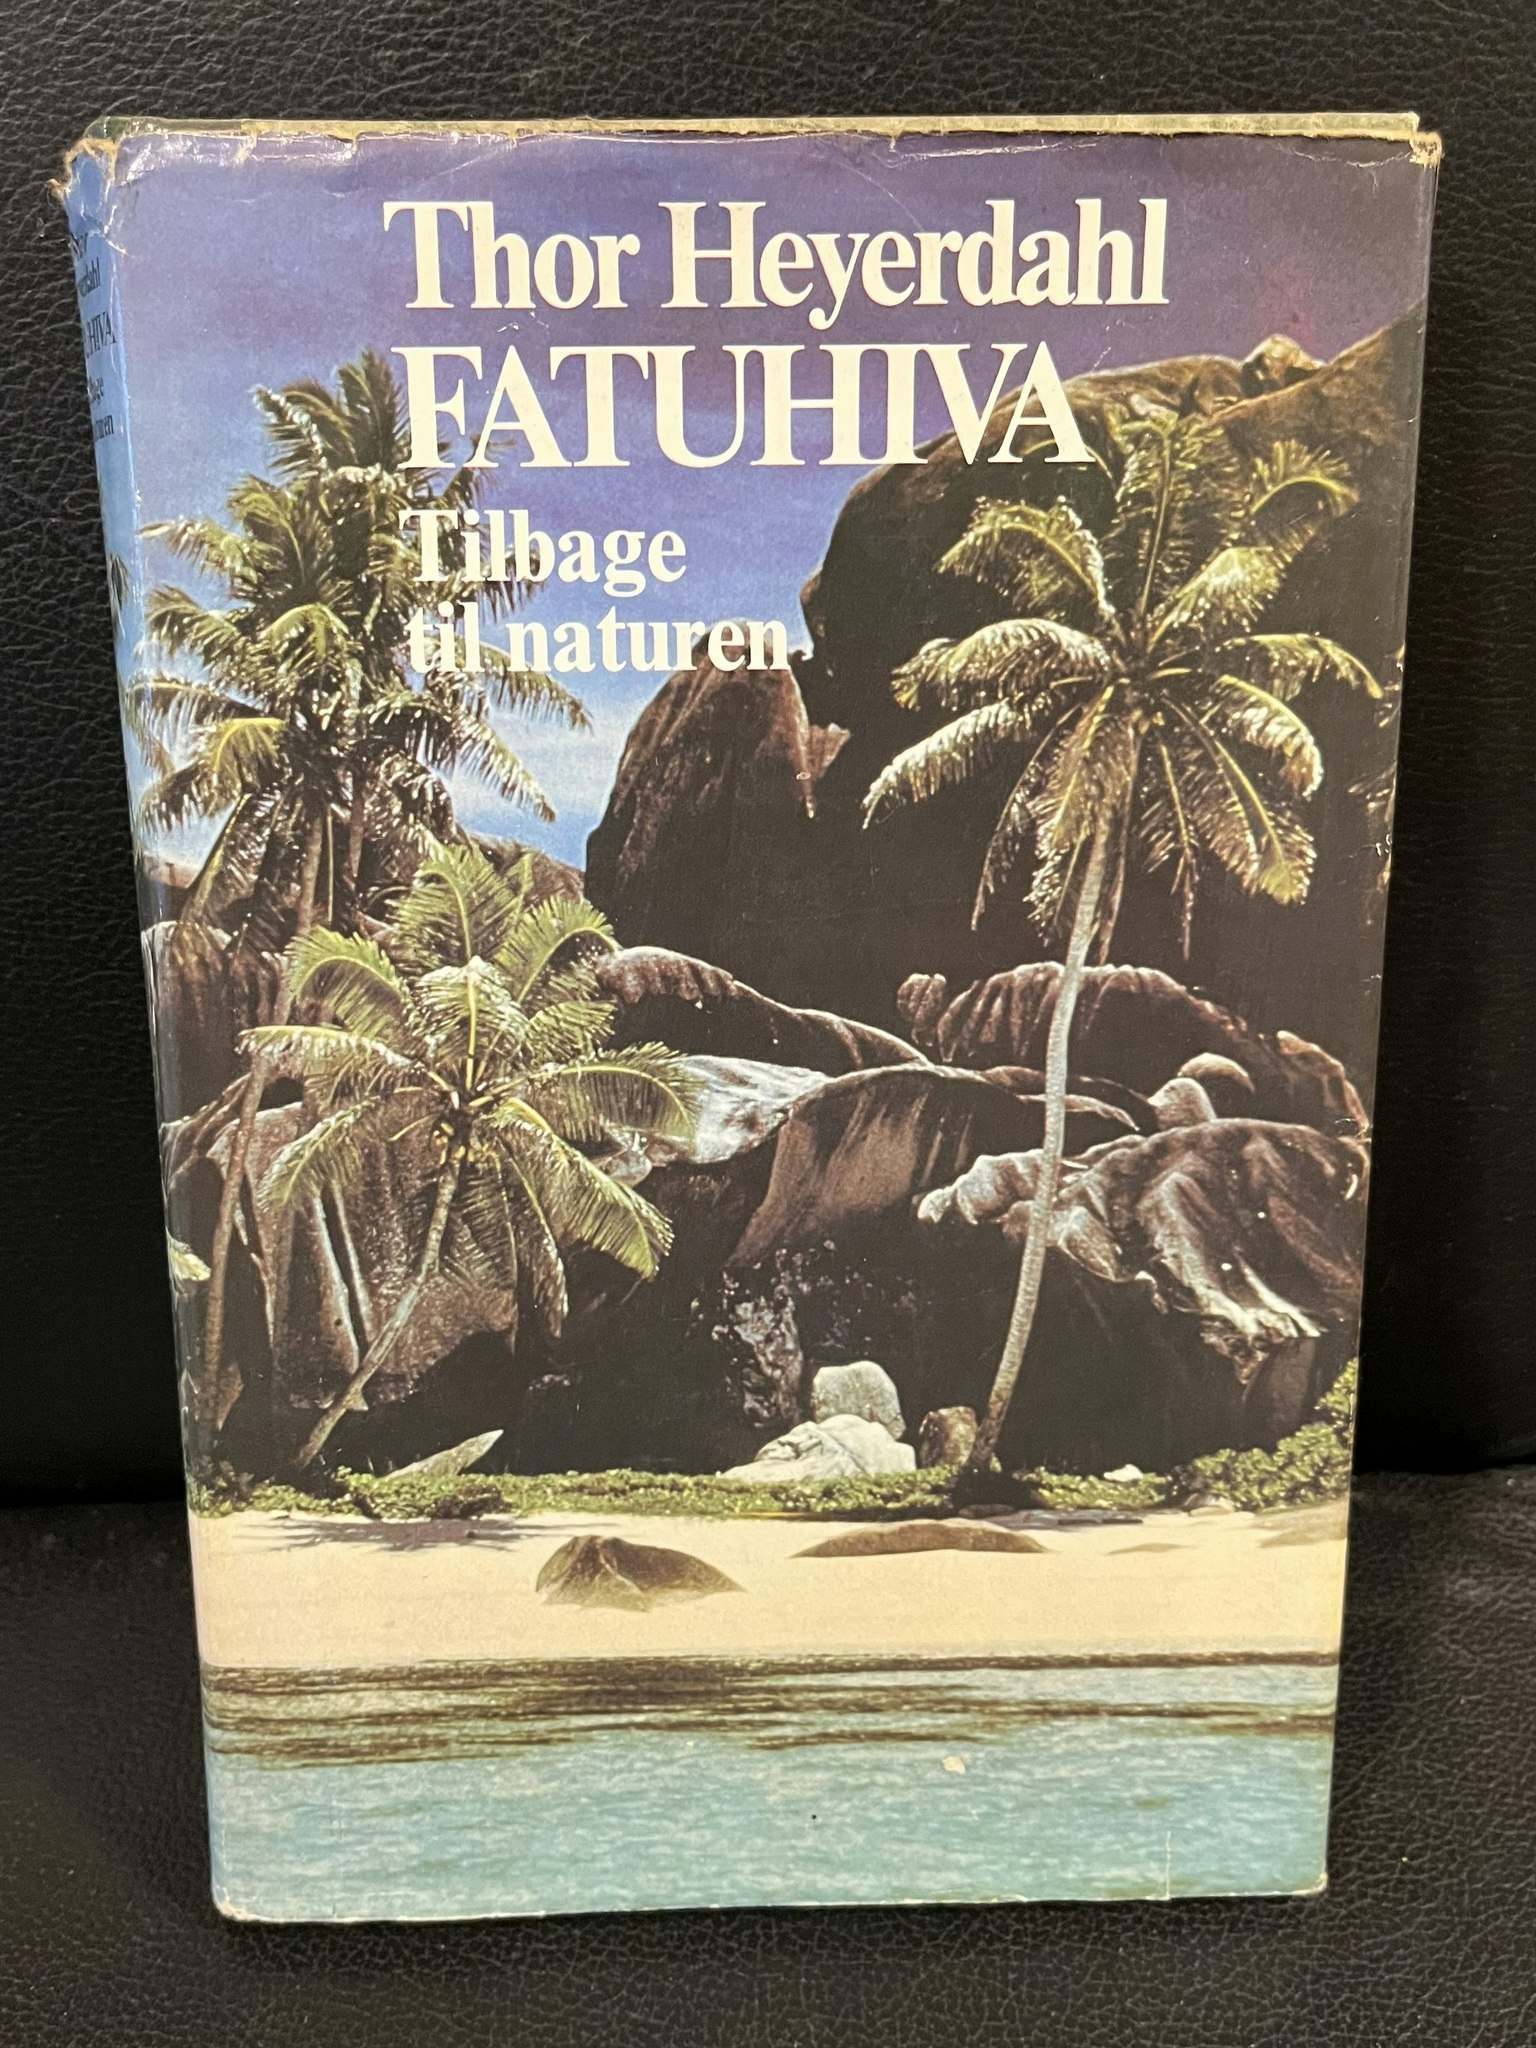 Thor Heyerdahl
FATUHIVA
Tilbage
til naturen